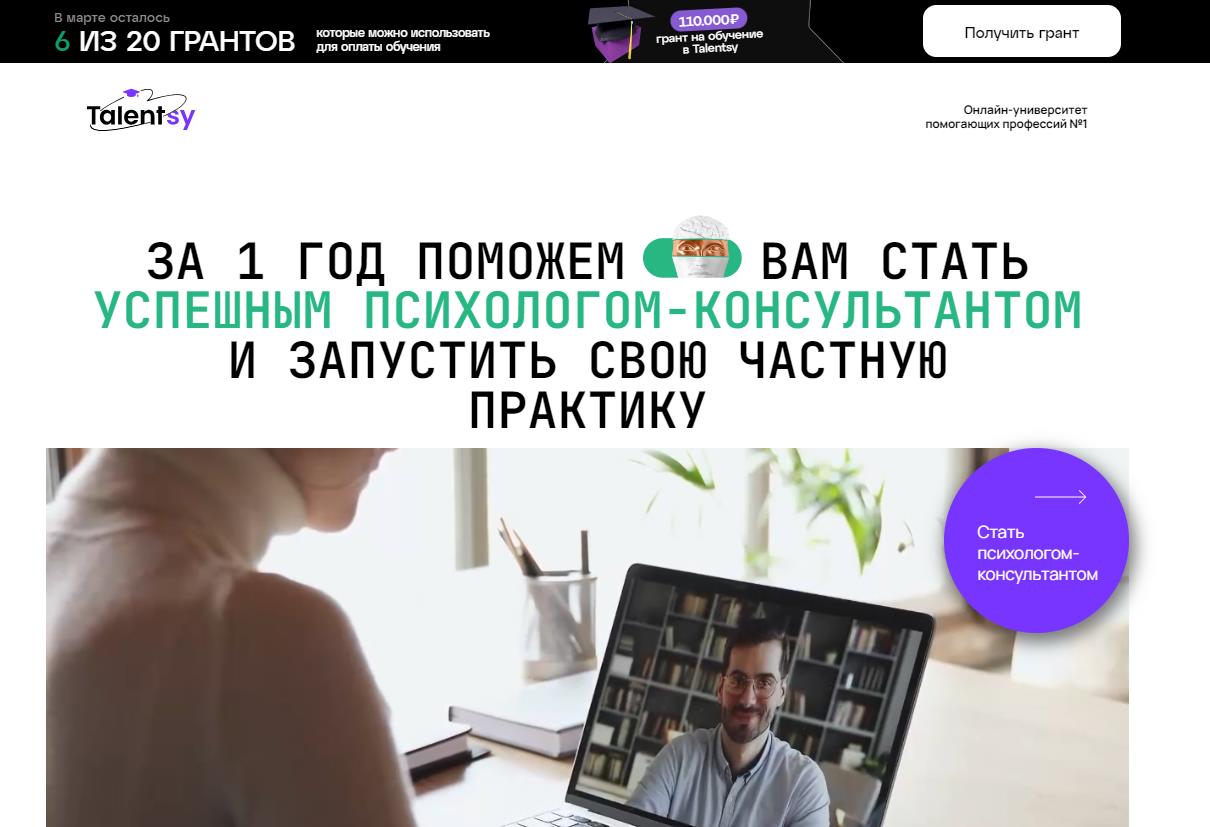 В марте осталось
6 ИЗ 20 ГРАНТОВ
которые можно использовать
для оплаты обучения
110.000₽
грант на обучение
в Talentsy
Получить грант
Talentsy
Онлайн-университет
помогающих профессий №1
ЗА 1 ГОД ПОМОЖЕМ ВАМ СТАТЬ
УСПЕШНЫМ ПСИХОЛОГОМ-КОНСУЛЬТАНТОМ
И ЗАПУСТИТЬ СВОЮ ЧАСТНУЮ
ПРАКТИКУ
Стать
психологом-
консультантом